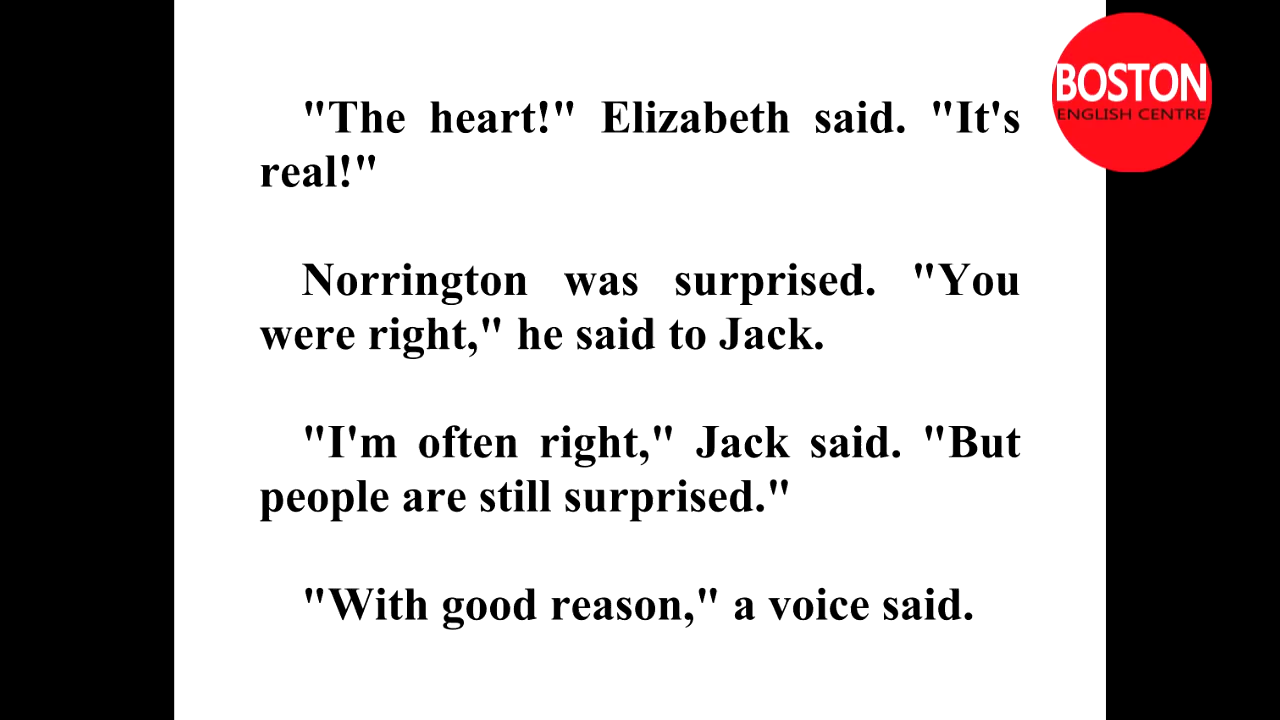 BOSTON
ENGLISH CENTRE
"The heart!" Elizabeth said. "It's
real!"
Norrington was surprised. "You
were right," he said to Jack.
"I'm often right," Jack said. "But
people are still surprised."
"With good reason," a voice said.